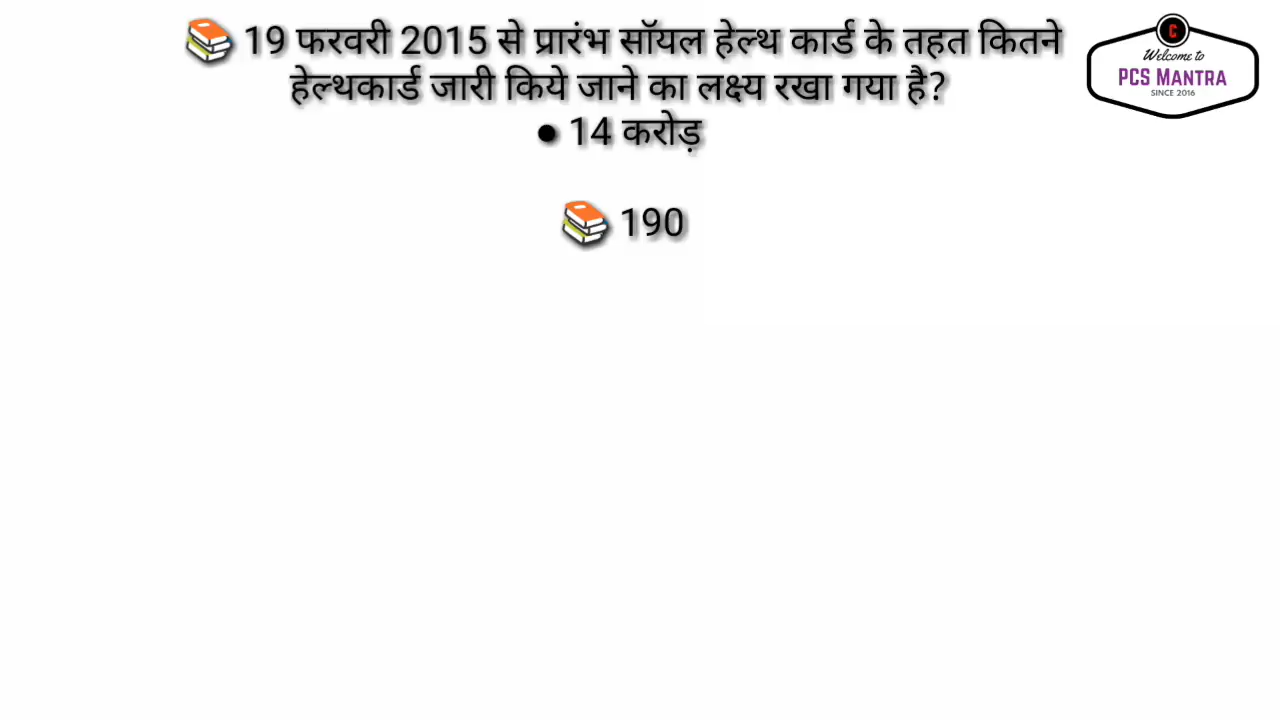 📚 19 फरवरी 2015 से प्रारंभ सॉयल हेल्थ कार्ड के तहत कितने
हेल्थकार्ड जारी किये जाने का लक्ष्य रखा गया है?
● 14 करोड़
📚 190
C
Welcome to
PCS MANTRA
SINCE 2016